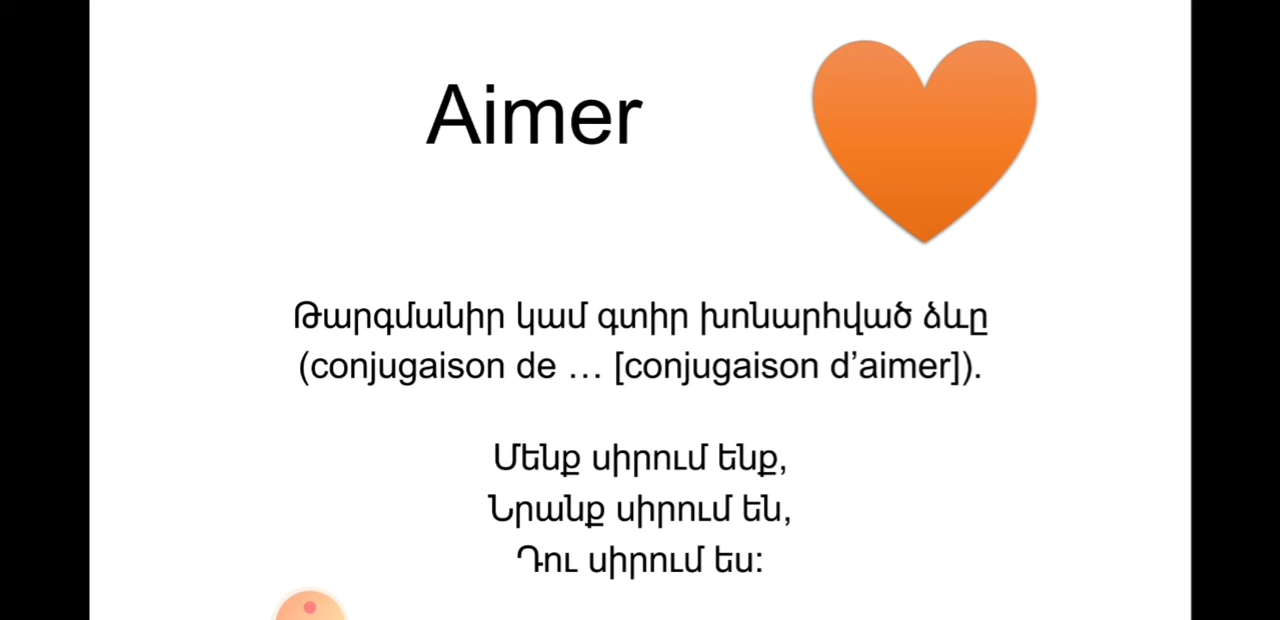 Aimer
Թարգմանիր կամ գտիր խոնարհված ձևը
(conjugaison de … [conjugaison d’aimer]).
Մենք սիրում ենք,
Նրանք սիրում են,
Դու սիրում ես: